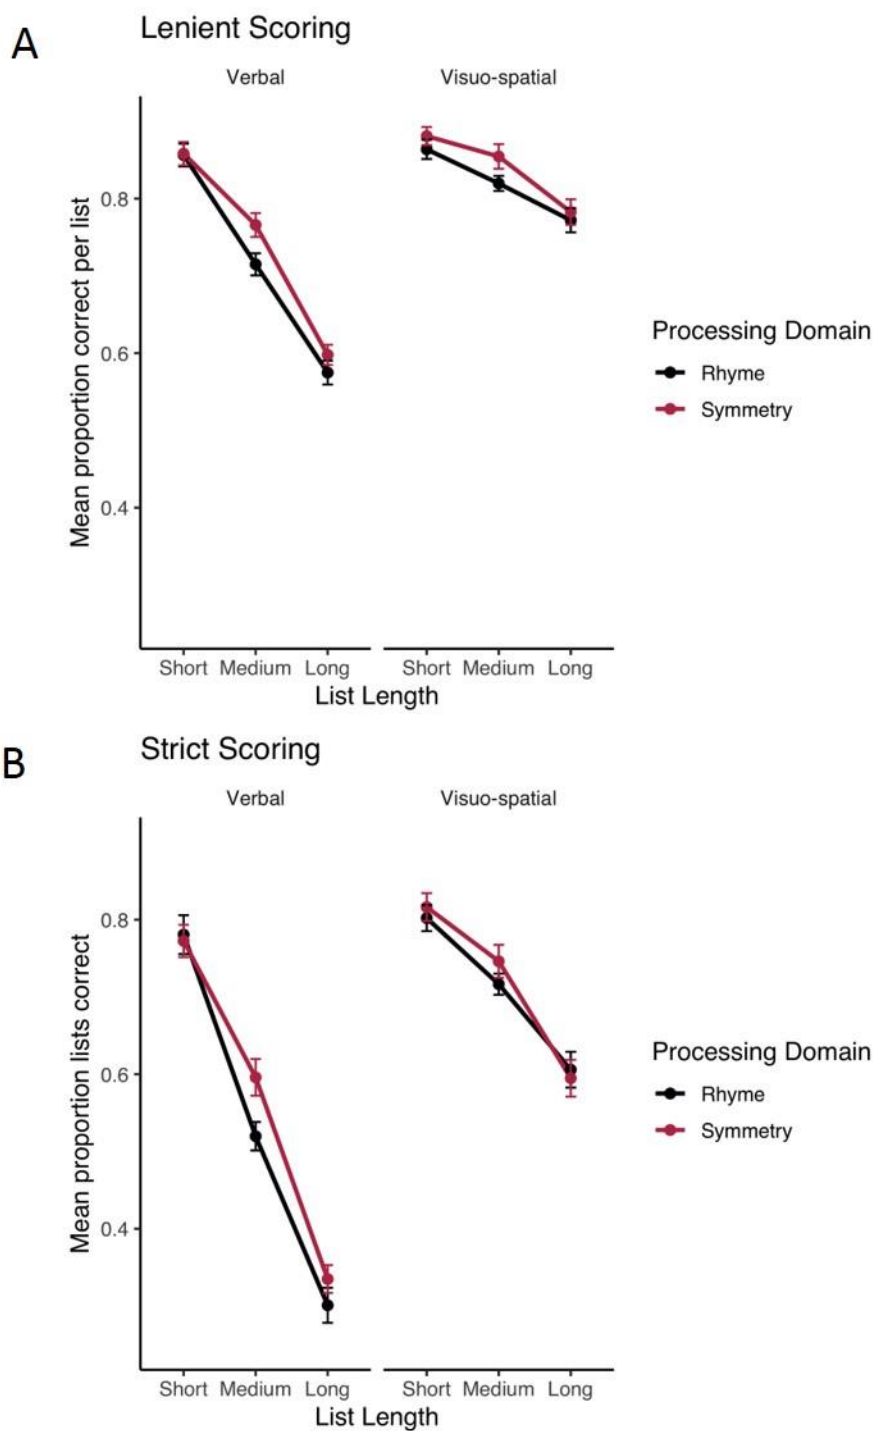 A
Lenient Scoring
Verbal
Visuo-spatial
Mean proportion correct per list
0.8
0.6
0.4
Short Medium Long
Short Medium Long
List Length
Processing Domain
Rhyme
Symmetry
B
Strict Scoring
Verbal
Visuo-spatial
Mean proportion lists correct
0.8
0.6
0.4
Short Medium Long
Short Medium Long
List Length
Processing Domain
Rhyme
Symmetry